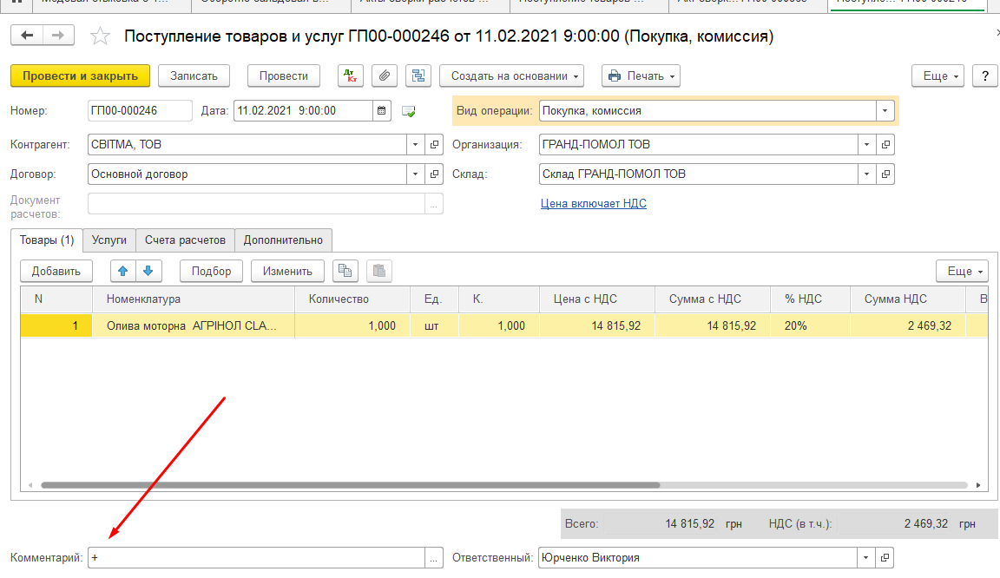 Поступление товаров и услуг ГП00-000246 от 11.02.2021 9:00:00 (Покупка, комиссия)
Провести и закрыть Записать Провести Дт Кт Создать на основании Печать Еще ?
Номер: ГП00-000246 Дата: 11.02.2021 9:00:00 Вид операции: Покупка, комиссия
Контрагент: СВІТМА, ТОВ Организация: ГРАНД-ПОМОЛ ТОВ
Договор: Основной договор Склад: Склад ГРАНД-ПОМОЛ ТОВ
Документ расчетов: ... Цена включает НДС
Товары (1) Услуги Счета расчетов Дополнительно
Добавить Подбор Изменить Еще
N Номенклатура Количество Ед. К. Цена с НДС Сумма с НДС % НДС Сумма НДС В
1 Олива моторна АГРІНОЛ CLA... 1,000 шт 1,000 14 815,92 14 815,92 20% 2 469,32
Всего: 14 815,92 грн НДС (в т.ч.): 2 469,32 грн
Комментарий: + ... Ответственный: Юрченко Виктория